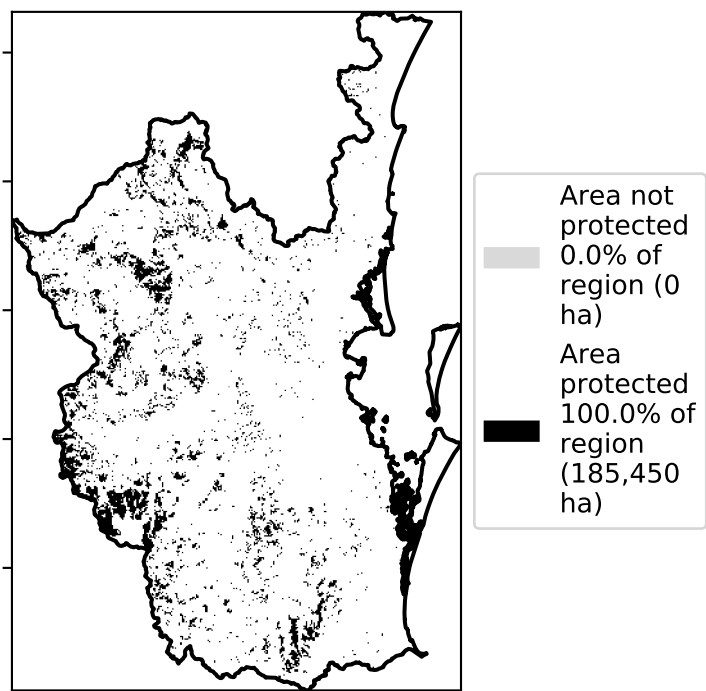 Area not
protected
0.0% of
region (0
ha)
Area
protected
100.0% of
region
(185,450
ha)